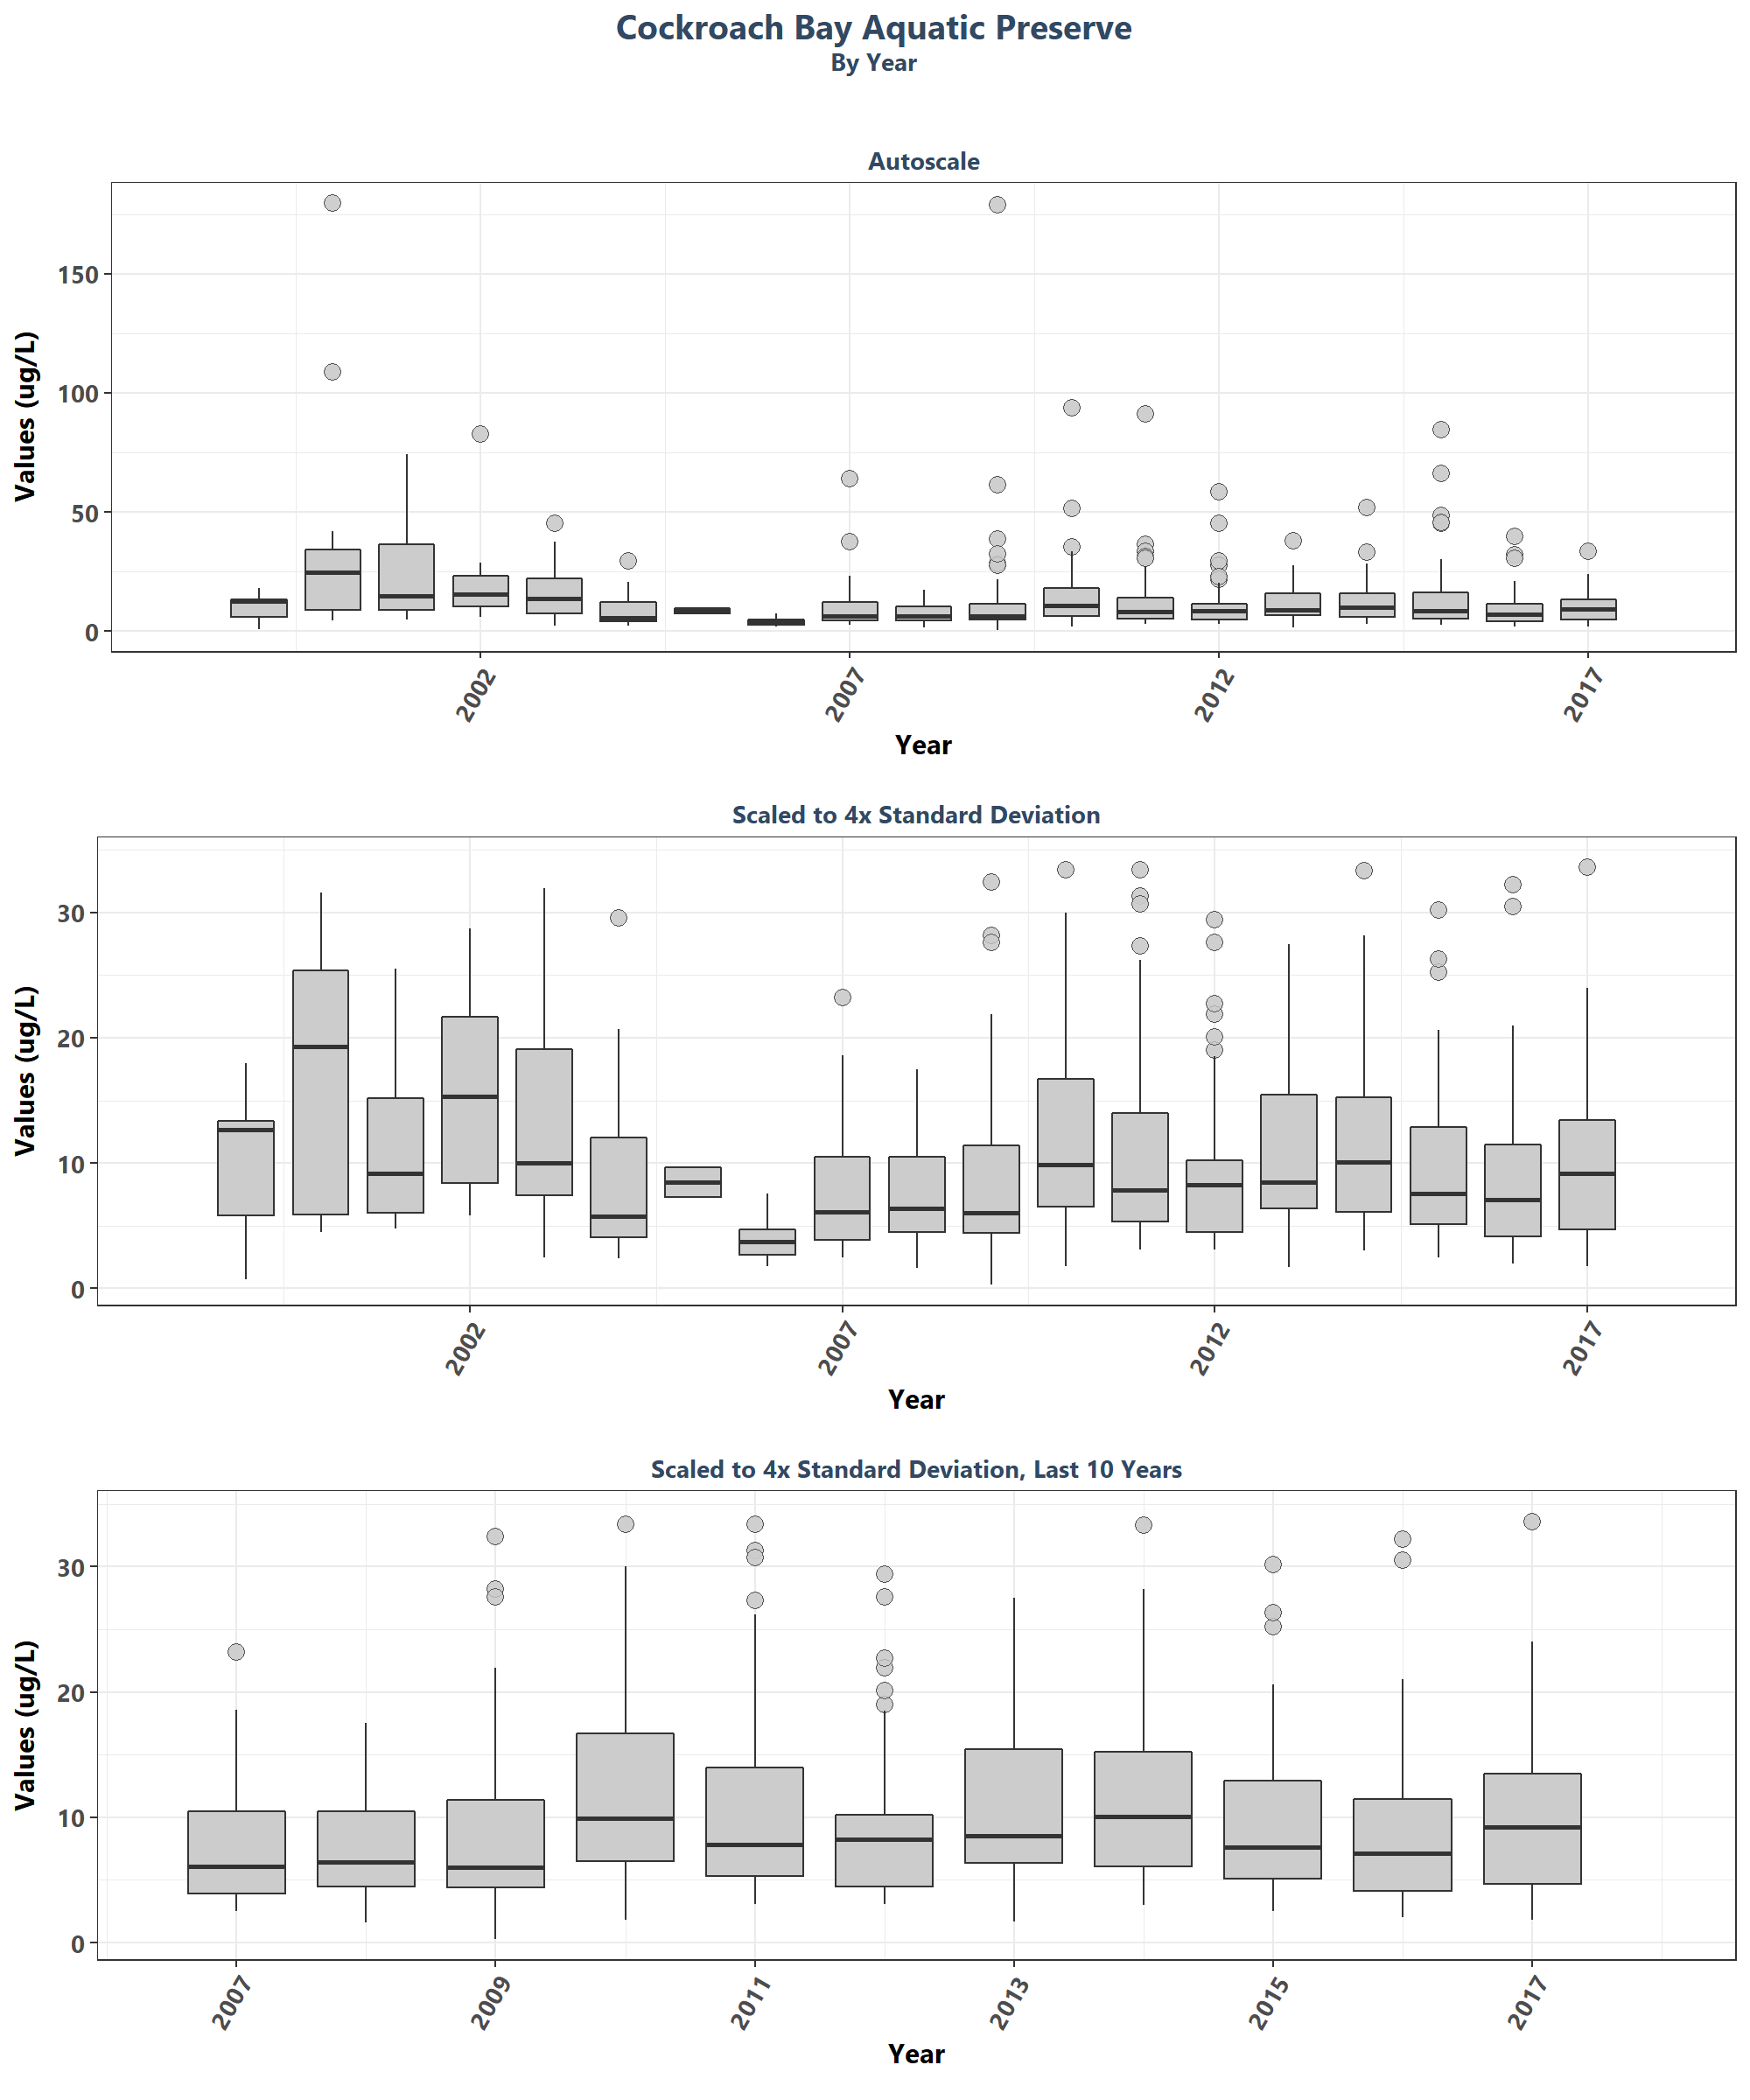 Cockroach Bay Aquatic Preserve
By Year
Autoscale
Values (ug/L)
150
100
50
0
2002
2007
2012
2017
Year
Scaled to 4x Standard Deviation
Values (ug/L)
30
20
10
0
2002
2007
2012
2017
Year
Scaled to 4x Standard Deviation, Last 10 Years
Values (ug/L)
30
20
10
0
2007
2009
2011
2013
2015
2017
Year